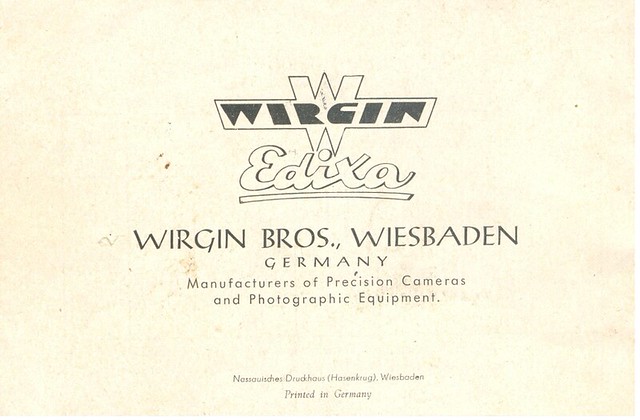 WIRGIN
Edixa
WIRGIN BROS., WIESBADEN
GERMANY
Manufacturers of Precision Cameras
and Photographic Equipment.
Nassauisches Druckhaus (Hasenkrug), Wiesbaden
Printed in Germany